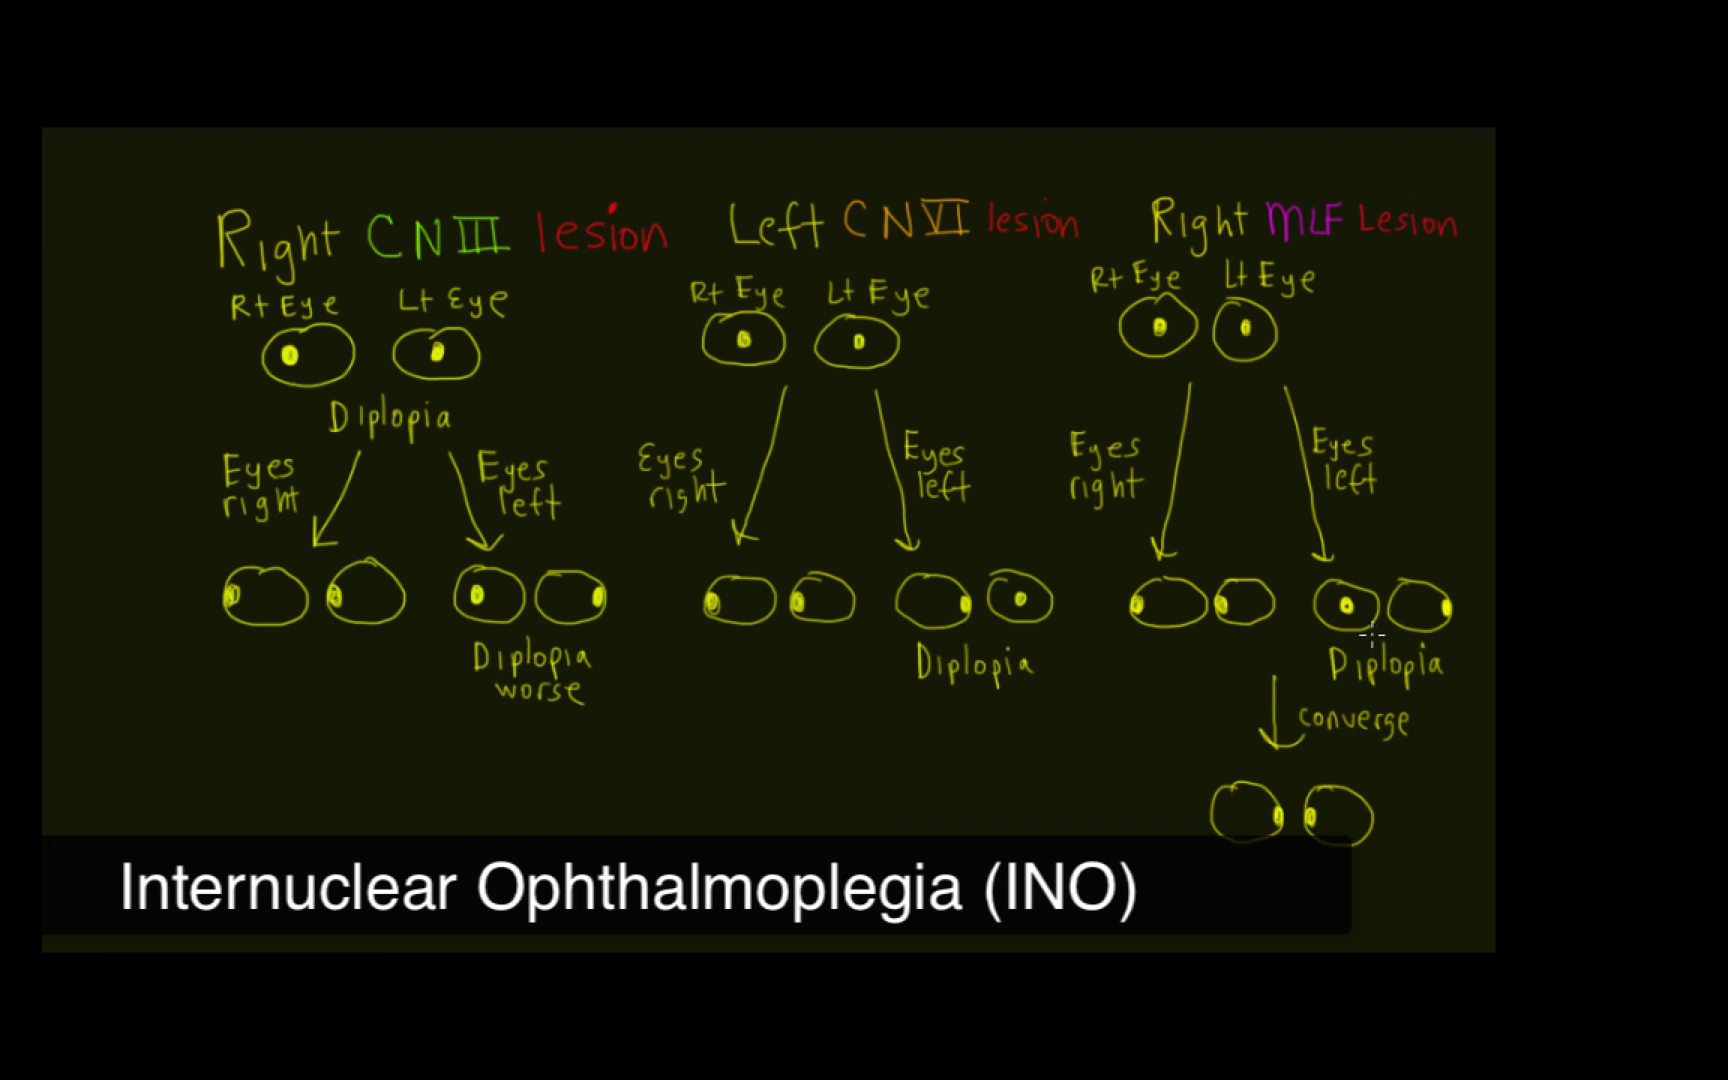 Right CN III lesion
Rt Eye Lt Eye
Diplopia
Eyes
right
Eyes
left
Diplopia
worse
Left CN VI lesion
Rt Eye Lt Eye
Eyes
right
Eyes
left
Diplopia
Right MLF Lesion
Rt Eye Lt Eye
Eyes
right
Eyes
left
Diplopia
converge
Internuclear Ophthalmoplegia (INO)